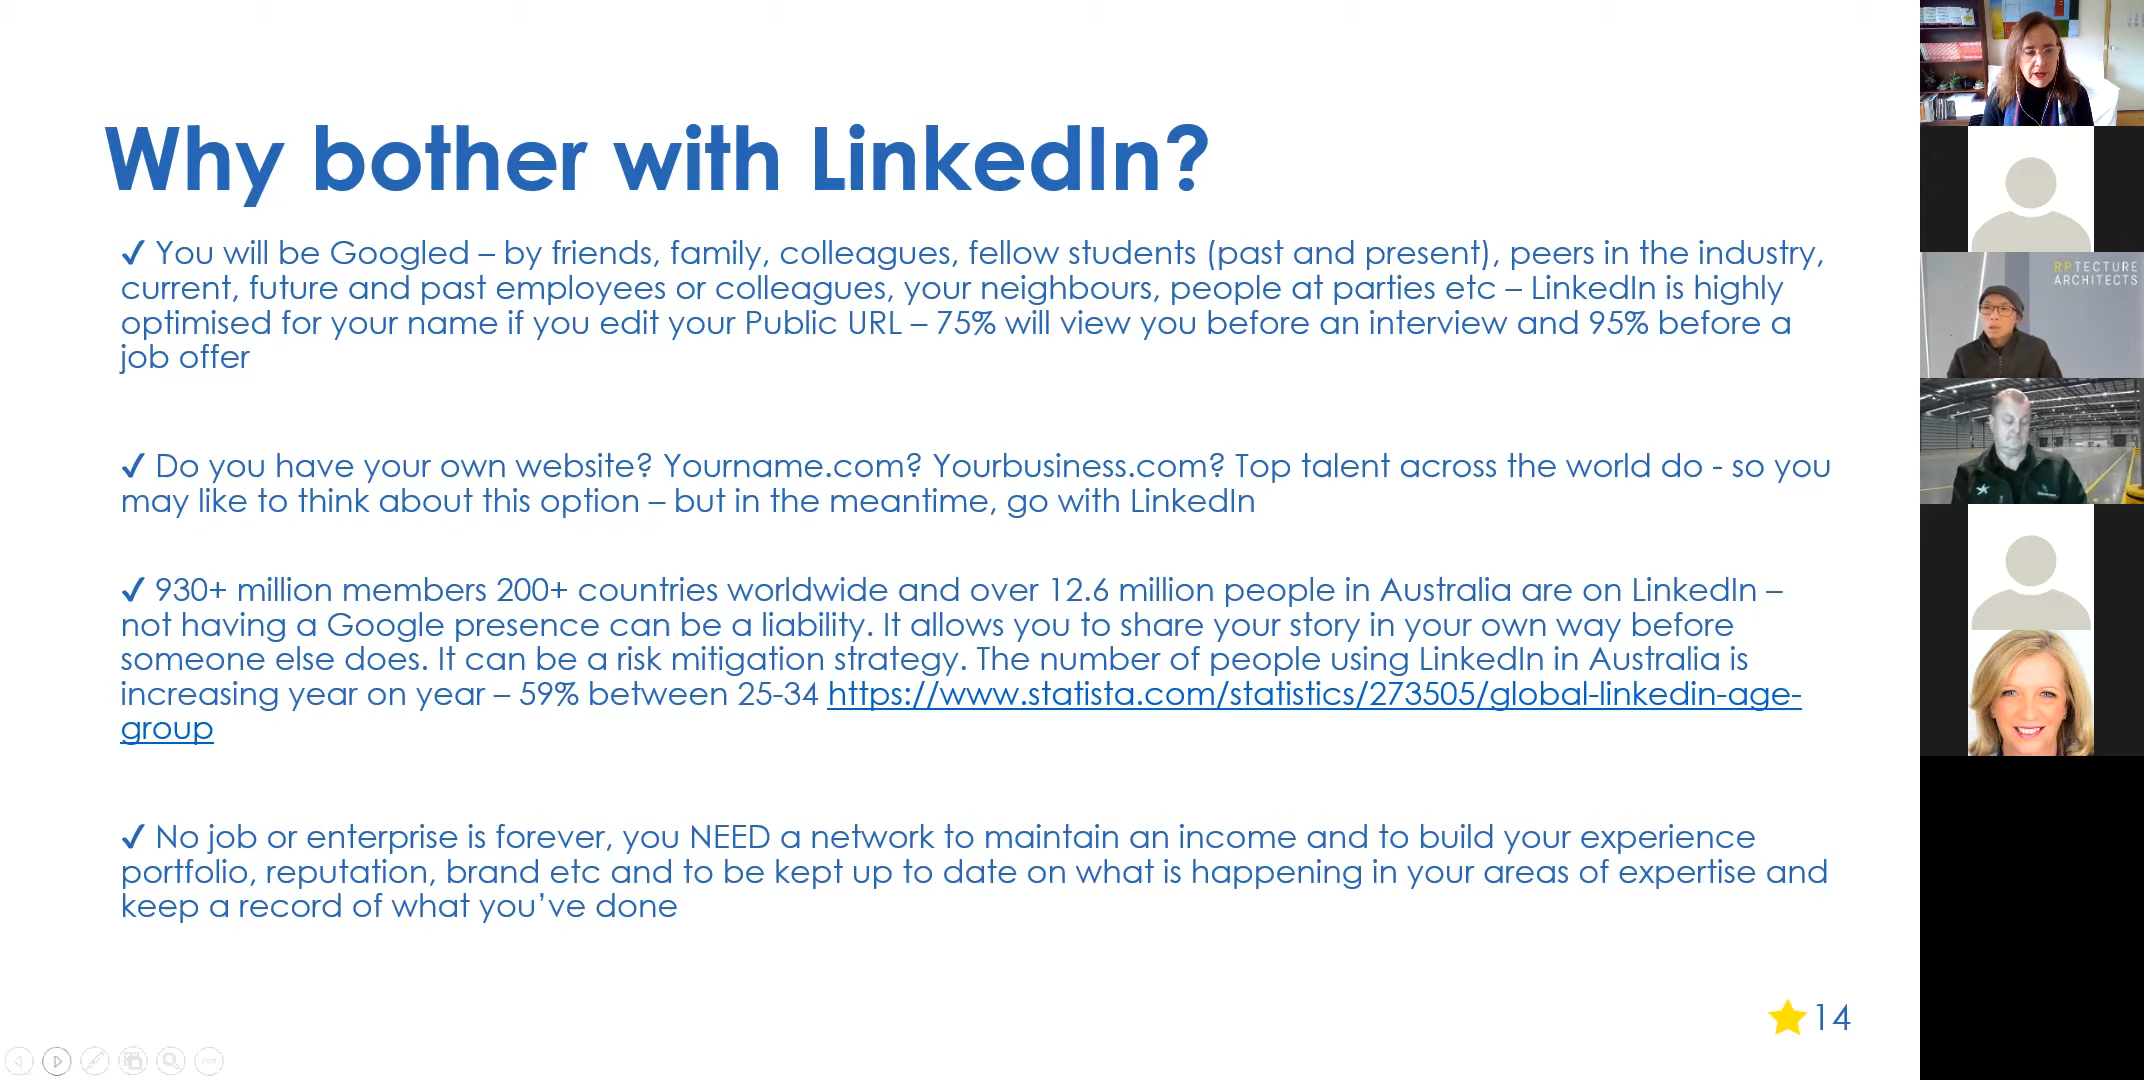 Why bother with LinkedIn?
✓ You will be Googled – by friends, family, colleagues, fellow students (past and present), peers in the industry,
current, future and past employees or colleagues, your neighbours, people at parties etc – LinkedIn is highly
optimised for your name if you edit your Public URL – 75% will view you before an interview and 95% before a
job offer
✓ Do you have your own website? Yourname.com? Yourbusiness.com? Top talent across the world do - so you
may like to think about this option – but in the meantime, go with LinkedIn
✓ 930+ million members 200+ countries worldwide and over 12.6 million people in Australia are on LinkedIn –
not having a Google presence can be a liability. It allows you to share your story in your own way before
someone else does. It can be a risk mitigation strategy. The number of people using LinkedIn in Australia is
increasing year on year – 59% between 25-34 https://www.statista.com/statistics/273505/global-linkedin-age-
group
✓ No job or enterprise is forever, you NEED a network to maintain an income and to build your experience
portfolio, reputation, brand etc and to be kept up to date on what is happening in your areas of expertise and
keep a record of what you’ve done
14
RPTECTURE
ARCHITECTS